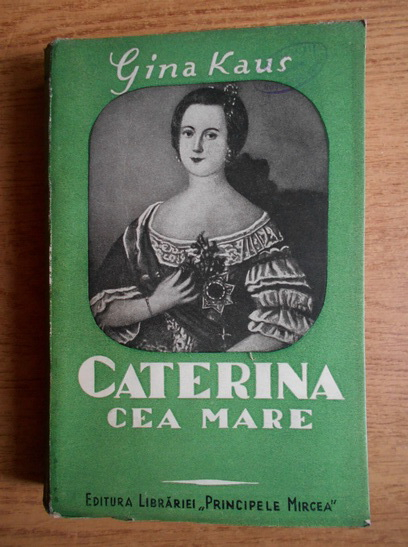 Gina Kaus
CATERINA
CEA MARE
EDITURA LIBRĂRIEI „PRINCIPELE MIRCEA"